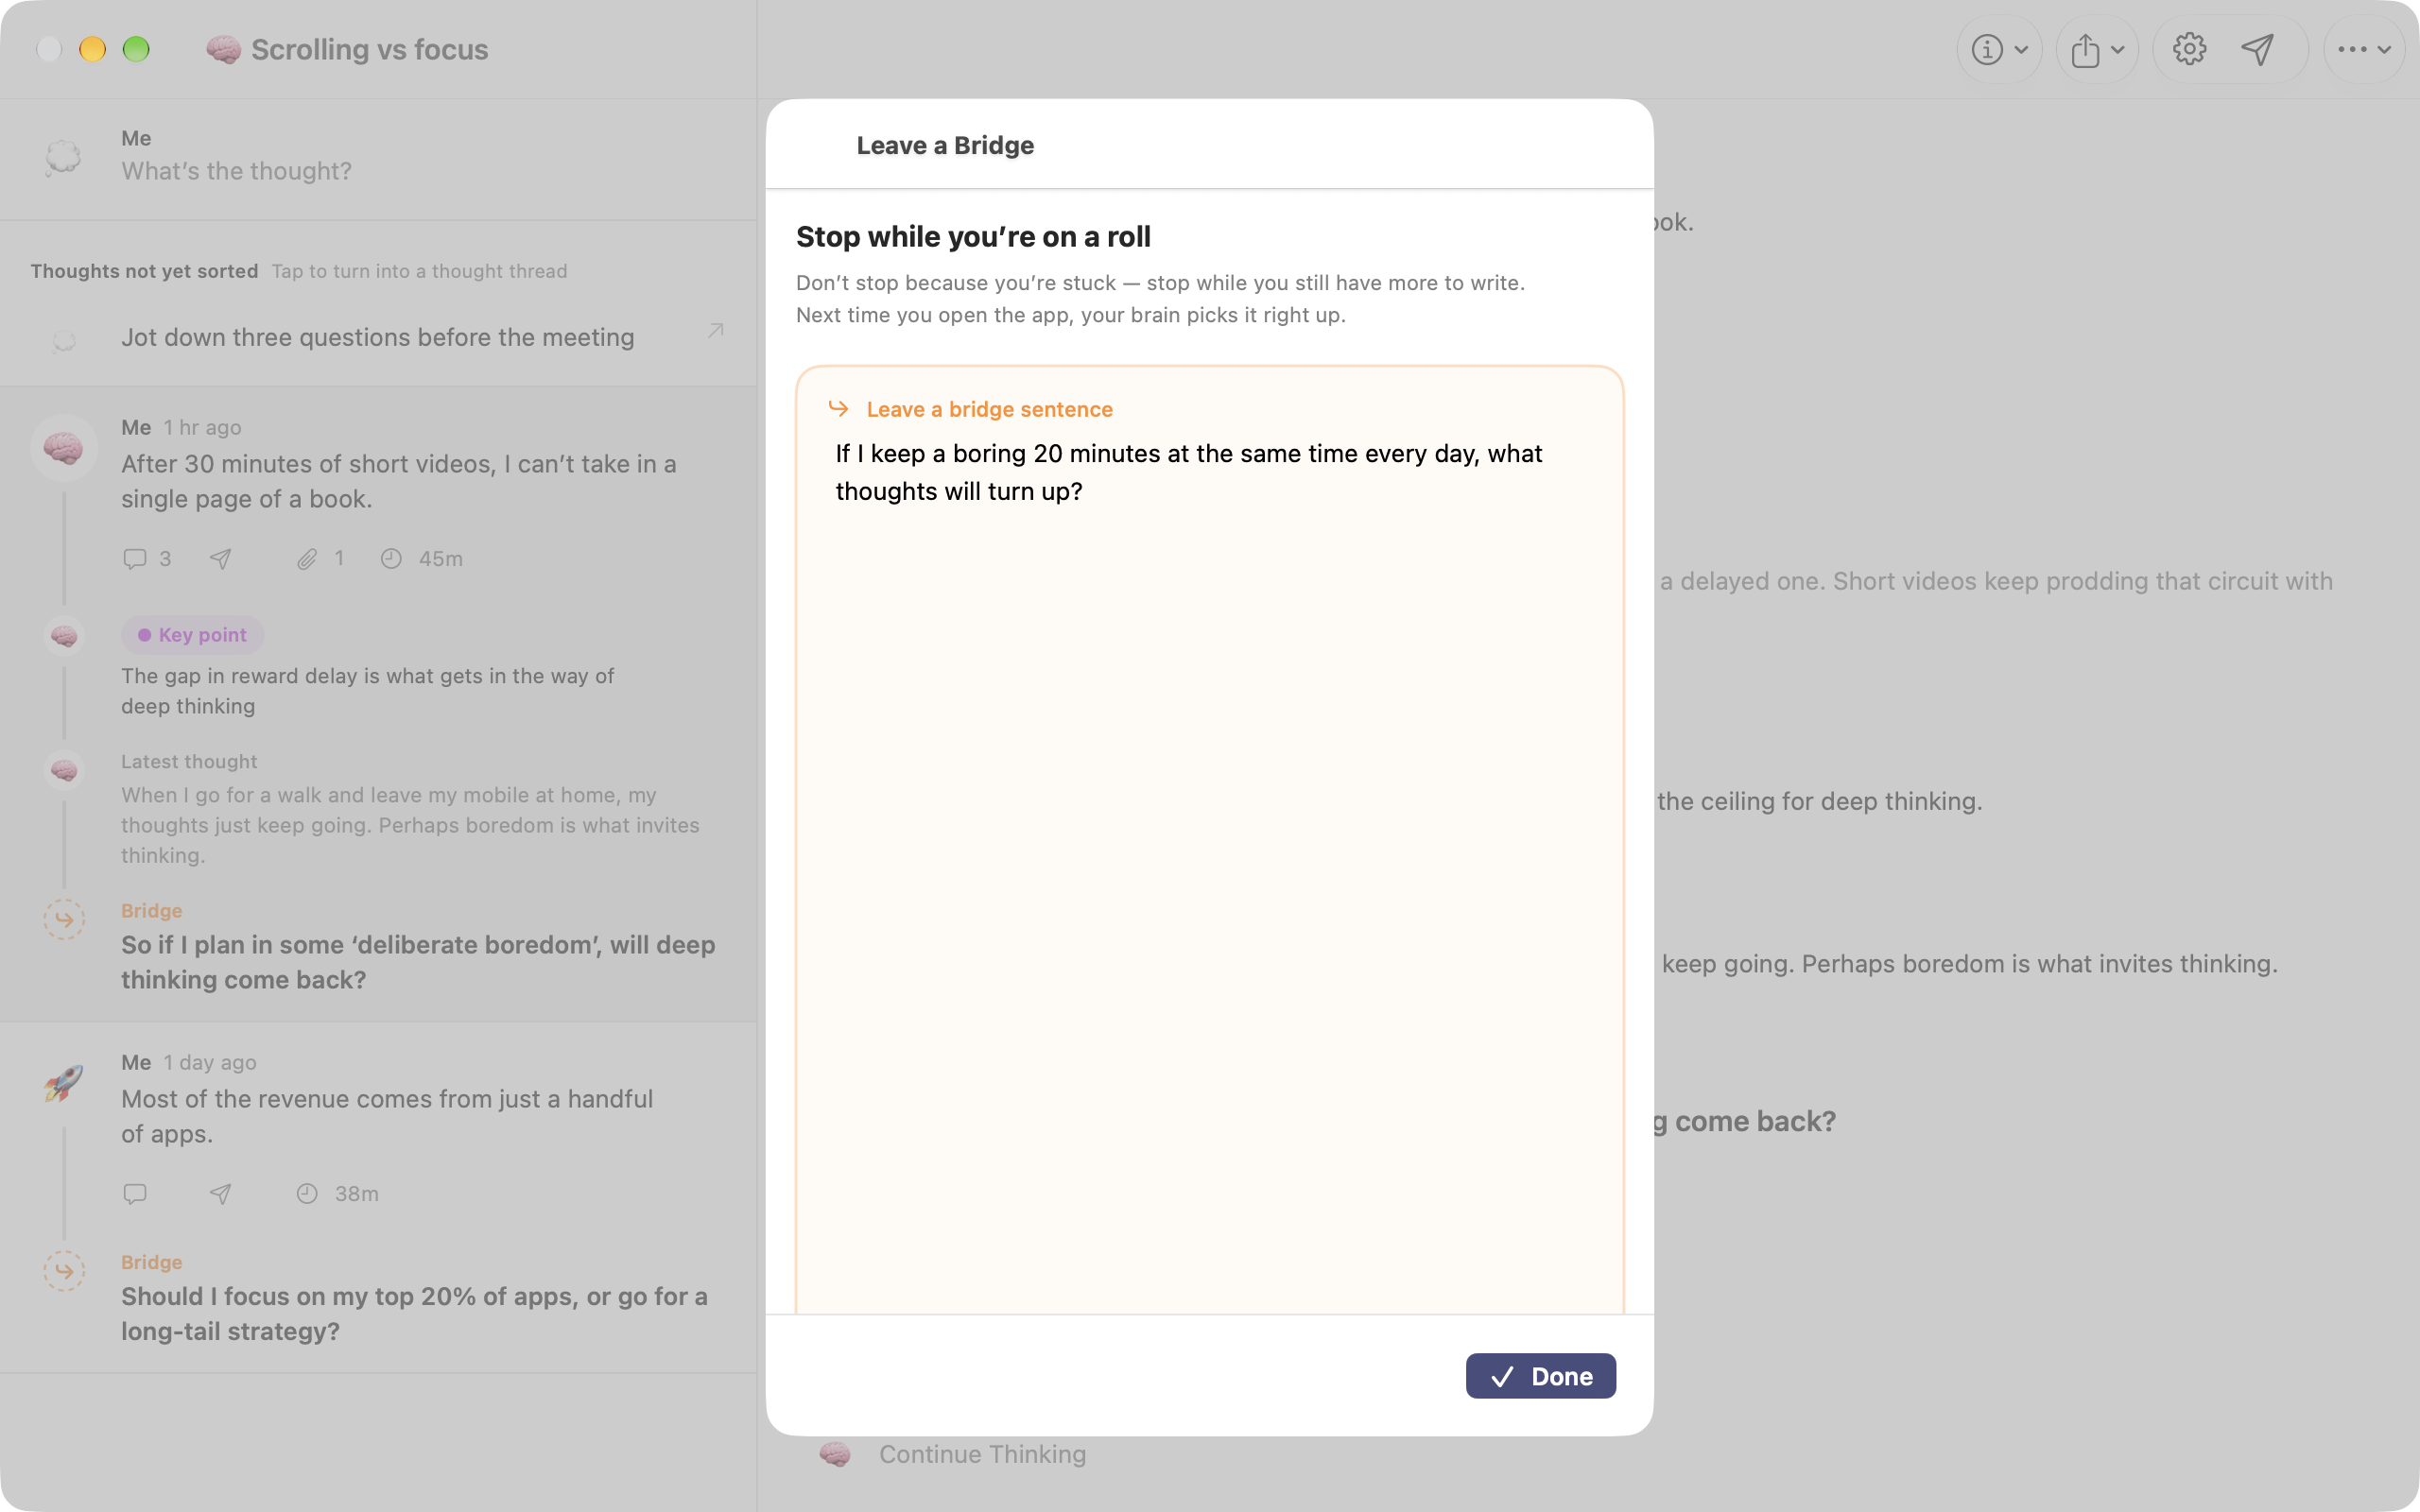 Scrolling vs focus
Me
What's the thought?
Thoughts not yet sorted Tap to turn into a thought thread
Jot down three questions before the meeting
Me 1 hr ago
After 30 minutes of short videos, I can't take in a
single page of a book.
3 1 45m
Key point
The gap in reward delay is what gets in the way of
deep thinking
Latest thought
When I go for a walk and leave my mobile at home, my
thoughts just keep going. Perhaps boredom is what invites
thinking.
Bridge
So if I plan in some ‘deliberate boredom’, will deep
thinking come back?
Me 1 day ago
Most of the revenue comes from just a handful
of apps.
38m
Bridge
Should I focus on my top 20% of apps, or go for a
long-tail strategy?
Leave a Bridge
Stop while you’re on a roll
Don’t stop because you’re stuck — stop while you still have more to write.
Next time you open the app, your brain picks it right up.
Leave a bridge sentence
If I keep a boring 20 minutes at the same time every day, what
thoughts will turn up?
Done
a delayed one. Short videos keep prodding that circuit with
the ceiling for deep thinking.
keep going. Perhaps boredom is what invites thinking.
come back?
Continue Thinking